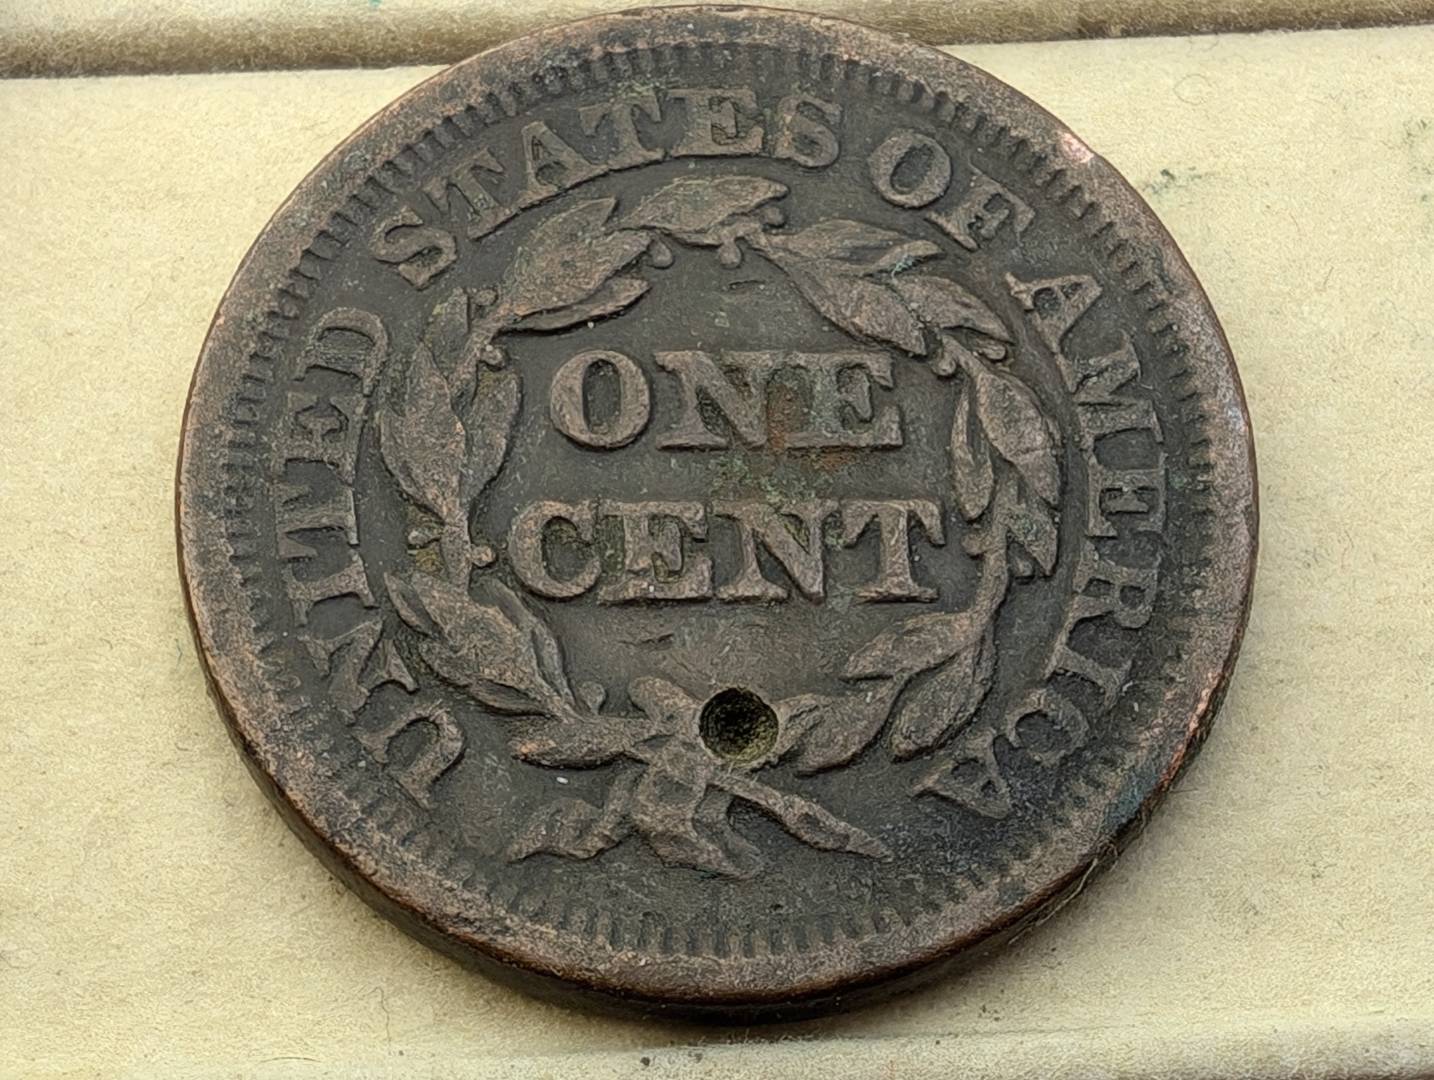 UNITED STATES OF AMERICA
ONE
CENT